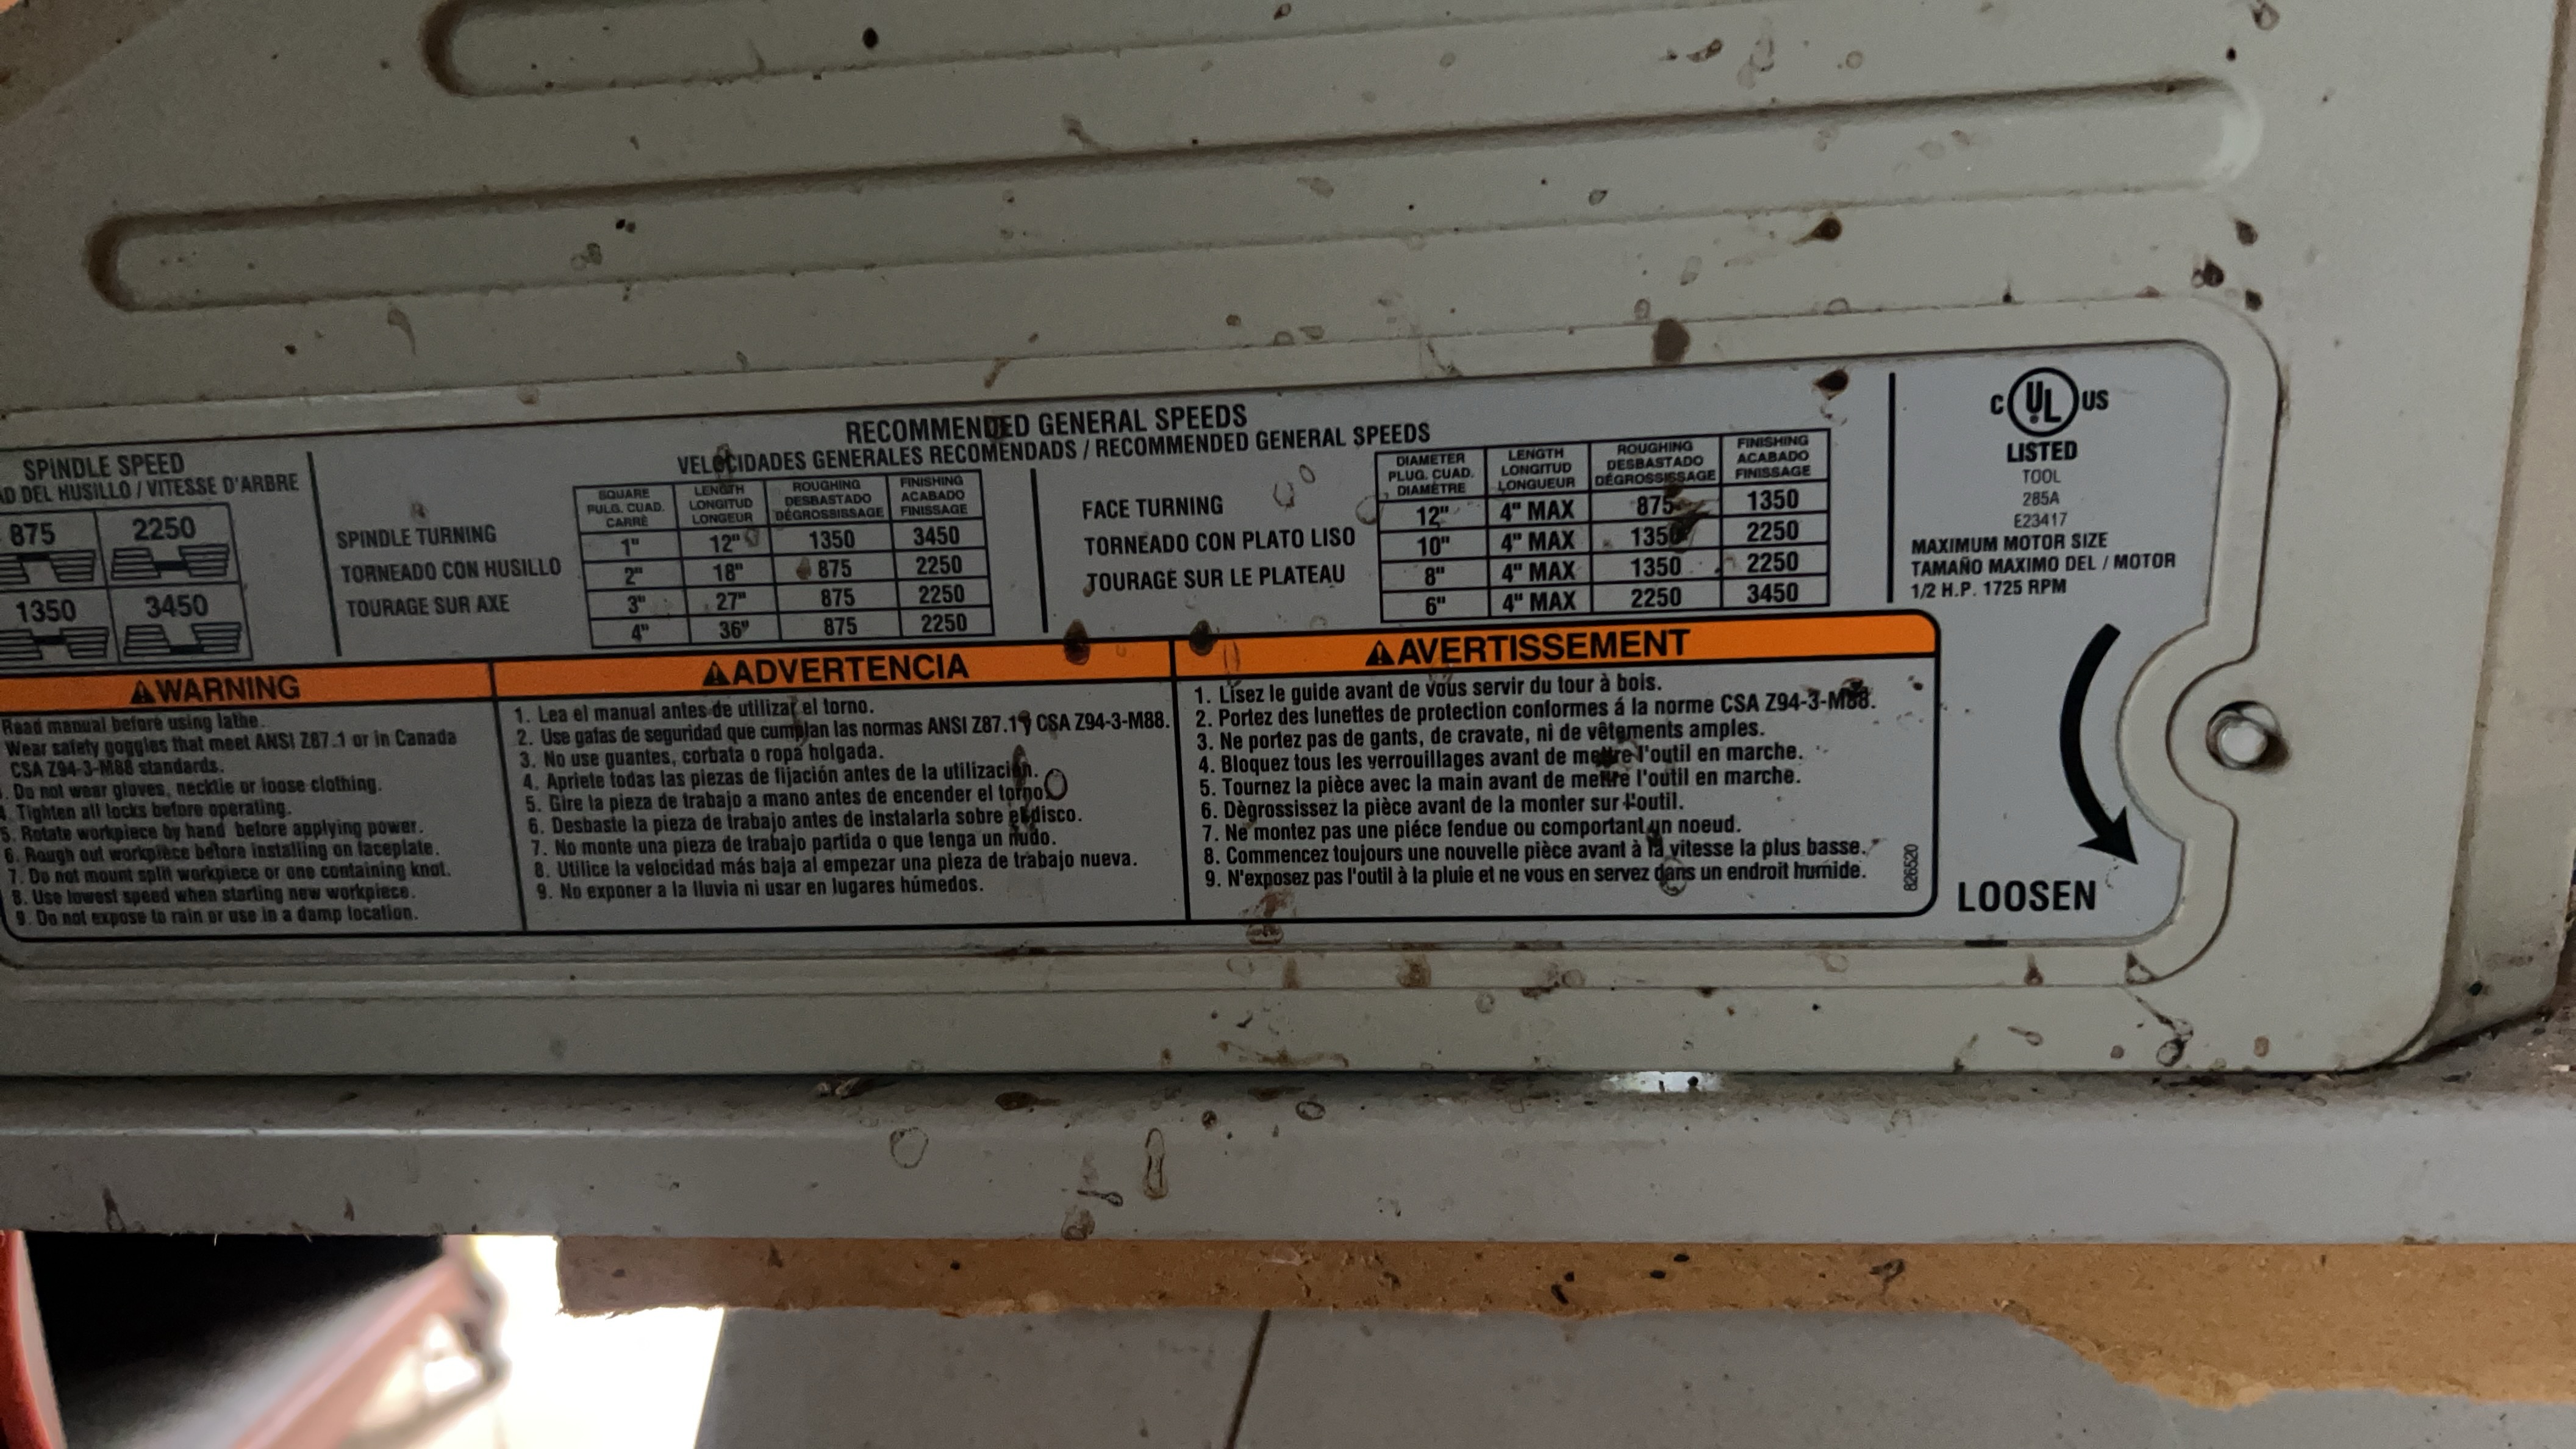 SPINDLE SPEED
AD DEL HUSILLO / VITESSE D'ARBRE
875 2250
1350 3450
RECOMMENDED GENERAL SPEEDS
VELOCIDADES GENERALES RECOMENDADS / RECOMMENDED GENERAL SPEEDS
SPINDLE TURNING
TORNEADO CON HUSILLO
TOURAGE SUR AXE
SQUARE LENGTH ROUGHING FINISHING
PULG. CUAD. LONGITUD DESBASTADO ACABADO
CARRÉ LONGEUR DÉGROSSISSAGE FINISSAGE
1" 12" 1350 3450
2" 18" 875 2250
3" 27" 875 2250
4" 36" 875 2250
FACE TURNING
TORNEADO CON PLATO LISO
TOURAGE SUR LE PLATEAU
DIAMETER LENGTH ROUGHING FINISHING
PLUG. CUAD. LONGITUD DESBASTADO ACABADO
DIAMÈTRE LONGUEUR DÉGROSSISSAGE FINISSAGE
12" 4" MAX 875 1350
10" 4" MAX 1350 2250
8" 4" MAX 1350 2250
6" 4" MAX 2250 3450
C UL US
LISTED
TOOL
285A
E23417
MAXIMUM MOTOR SIZE
TAMAÑO MAXIMO DEL / MOTOR
1/2 H.P. 1725 RPM
WARNING
Read manual before using lathe.
Wear safety goggles that meet ANSI Z87.1 or in Canada
CSA Z94-3-M88 standards.
. Do not wear gloves, necktie or loose clothing.
4. Tighten all locks before operating.
5. Rotate workpiece by hand before applying power.
6. Rough out workpiece before installing on faceplate.
7. Do not mount split workpiece or one containing knot.
8. Use lowest speed when starting new workpiece.
9. Do not expose to rain or use in a damp location.
ADVERTENCIA
1. Lea el manual antes de utilizar el torno.
2. Use gafas de seguridad que cumplan las normas ANSI Z87.1 y CSA Z94-3-M88.
3. No use guantes, corbata o ropa holgada.
4. Apriete todas las piezas de fijación antes de la utilización.
5. Gire la pieza de trabajo a mano antes de encender el torno.
6. Desbaste la pieza de trabajo antes de instalarla sobre el disco.
7. No monte una pieza de trabajo partida o que tenga un nudo.
8. Utilice la velocidad más baja al empezar una pieza de trabajo nueva.
9. No exponer a la lluvia ni usar en lugares húmedos.
AVERTISSEMENT
1. Lisez le guide avant de vous servir du tour à bois.
2. Portez des lunettes de protection conformes á la norme CSA Z94-3-M88.
3. Ne portez pas de gants, de cravate, ni de vêtements amples.
4. Bloquez tous les verrouillages avant de mettre l'outil en marche.
5. Tournez la pièce avec la main avant de mettre l'outil en marche.
6. Dègrossissez la pièce avant de la monter sur l'outil.
7. Ne montez pas une piéce fendue ou comportant un noeud.
8. Commencez toujours une nouvelle pièce avant à la vitesse la plus basse.
9. N'exposez pas l'outil à la pluie et ne vous en servez dans un endroit humide.
826520
LOOSEN